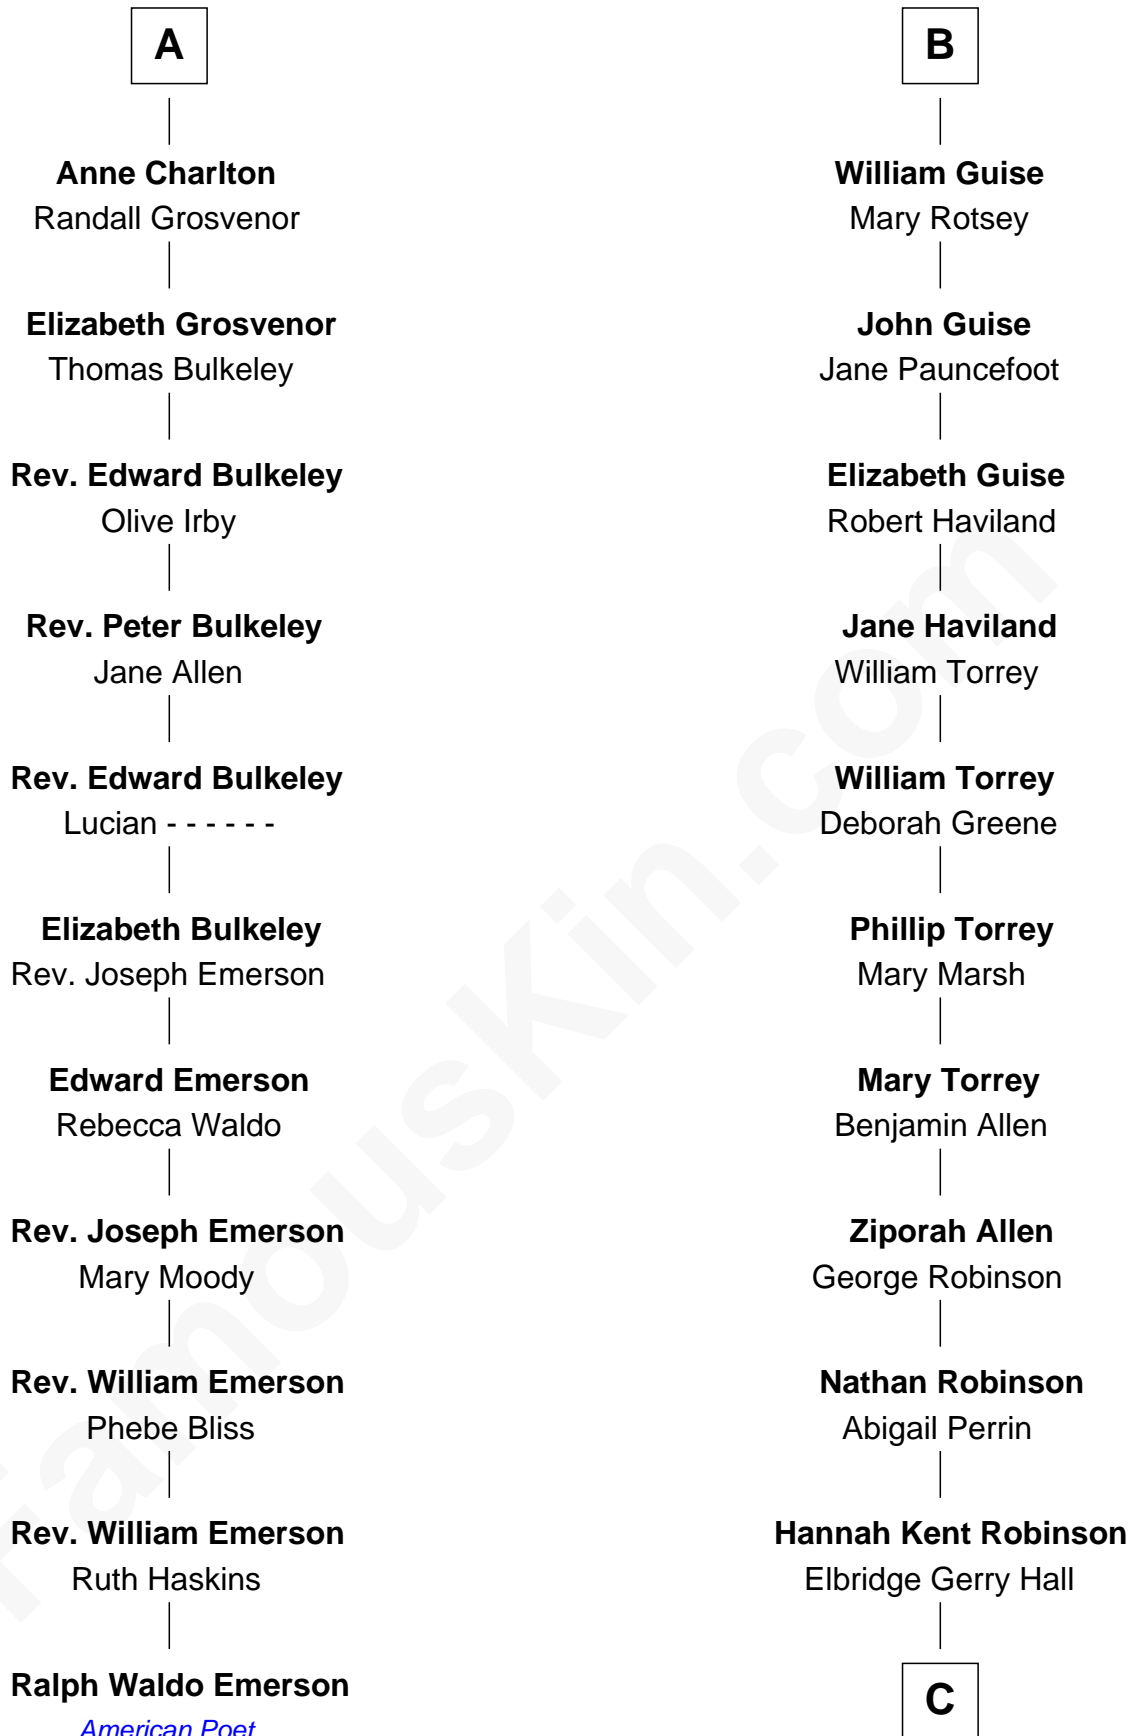 A
Anne Charlton
Randall Grosvenor
Elizabeth Grosvenor
Thomas Bulkeley
Rev. Edward Bulkeley
Olive Irby
Rev. Peter Bulkeley
Jane Allen
Rev. Edward Bulkeley
Lucian - - - - - -
Elizabeth Bulkeley
Rev. Joseph Emerson
Edward Emerson
Rebecca Waldo
Rev. Joseph Emerson
Mary Moody
Rev. William Emerson
Phebe Bliss
Rev. William Emerson
Ruth Haskins
Ralph Waldo Emerson
American Poet
B
William Guise
Mary Rotsey
John Guise
Jane Pauncefoot
Elizabeth Guise
Robert Haviland
Jane Haviland
William Torrey
William Torrey
Deborah Greene
Phillip Torrey
Mary Marsh
Mary Torrey
Benjamin Allen
Ziporah Allen
George Robinson
Nathan Robinson
Abigail Perrin
Hannah Kent Robinson
Elbridge Gerry Hall
C
FamousKin.com